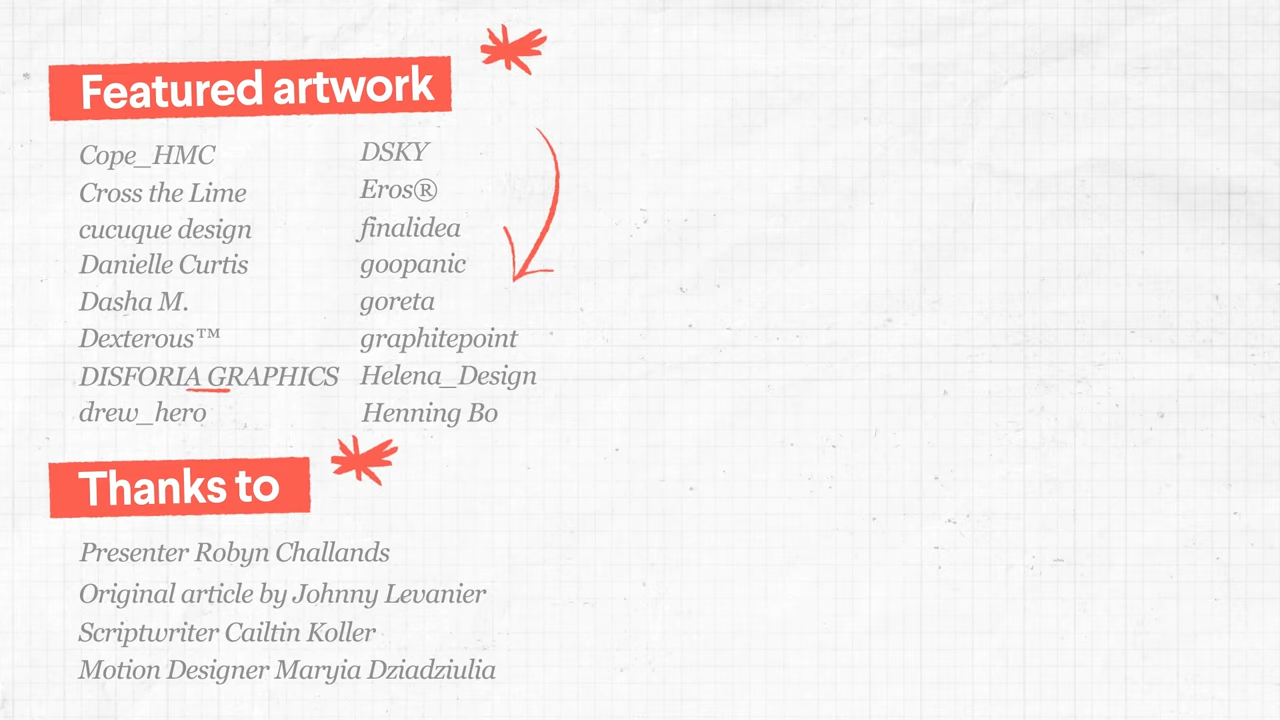 Featured artwork
Cope_HMC
Cross the Lime
cucuque design
Danielle Curtis
Dasha M.
Dexterous™
DISFORIA GRAPHICS
drew_hero
DSKY
Eros®
finalidea
goopanic
goreta
graphitepoint
Helena_Design
Henning Bo
Thanks to
Presenter Robyn Challands
Original article by Johnny Levanier
Scriptwriter Cailtin Koller
Motion Designer Maryia Dziadziulia